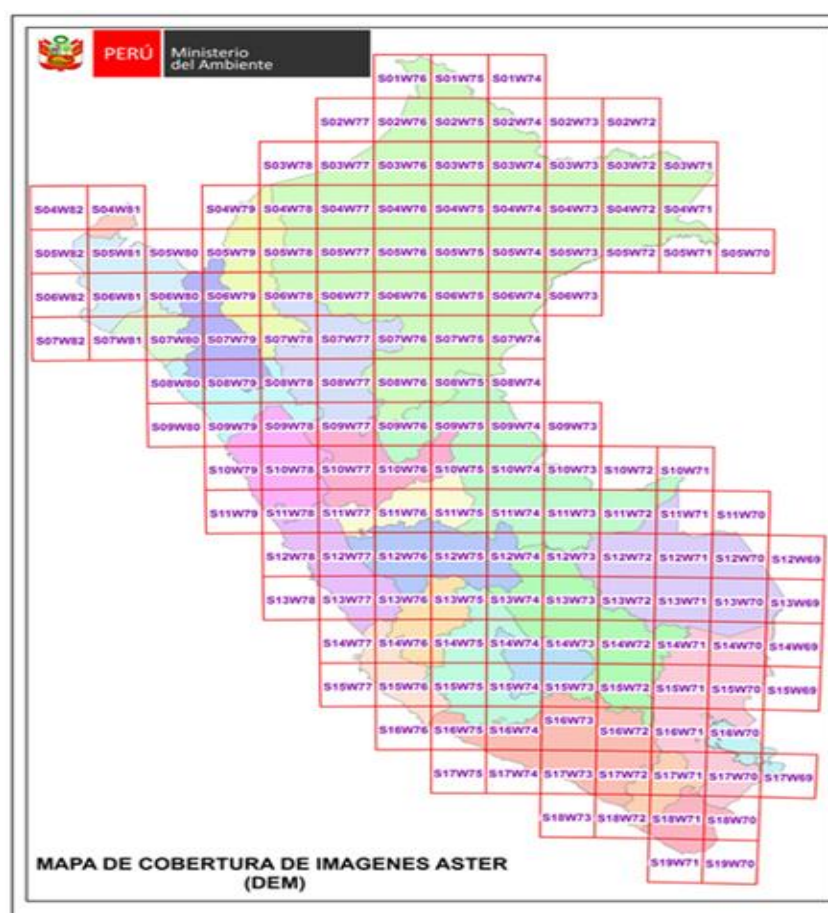 PERÚ
Ministerio
del Ambiente
S01W76 S01W75 S01W74
S02W77 S02W76 S02W75 S02W74 S02W73 S02W72
S03W78 S03W77 S03W76 S03W75 S03W74 S03W73 S03W72 S03W71
S04W82 S04W81 S04W79 S04W78 S04W77 S04W76 S04W75 S04W74 S04W73 S04W72 S04W71
S05W82 S05W81 S05W80 S05W79 S05W78 S05W77 S05W76 S05W75 S05W74 S05W73 S05W72 S05W71 S05W70
S06W82 S06W81 S06W80 S06W79 S06W78 S06W77 S06W76 S06W75 S06W74 S06W73
S07W82 S07W81 S07W80 S07W79 S07W78 S07W77 S07W76 S07W75 S07W74
S08W80 S08W79 S08W78 S08W77 S08W76 S08W75 S08W74
S09W80 S09W79 S09W78 S09W77 S09W76 S09W75 S09W74 S09W73
S10W79 S10W78 S10W77 S10W76 S10W75 S10W74 S10W73 S10W72 S10W71
S11W79 S11W78 S11W77 S11W76 S11W75 S11W74 S11W73 S11W72 S11W71 S11W70
S12W78 S12W77 S12W76 S12W75 S12W74 S12W73 S12W72 S12W71 S12W70 S12W69
S13W78 S13W77 S13W76 S13W75 S13W74 S13W73 S13W72 S13W71 S13W70 S13W69
S14W77 S14W76 S14W75 S14W74 S14W73 S14W72 S14W71 S14W70 S14W69
S15W77 S15W76 S15W75 S15W74 S15W73 S15W72 S15W71 S15W70 S15W69
S16W76 S16W75 S16W74 S16W73 S16W72 S16W71 S16W70
S17W75 S17W74 S17W73 S17W72 S17W71 S17W70 S17W69
S18W73 S18W72 S18W71 S18W70
S19W71 S19W70
MAPA DE COBERTURA DE IMAGENES ASTER
(DEM)